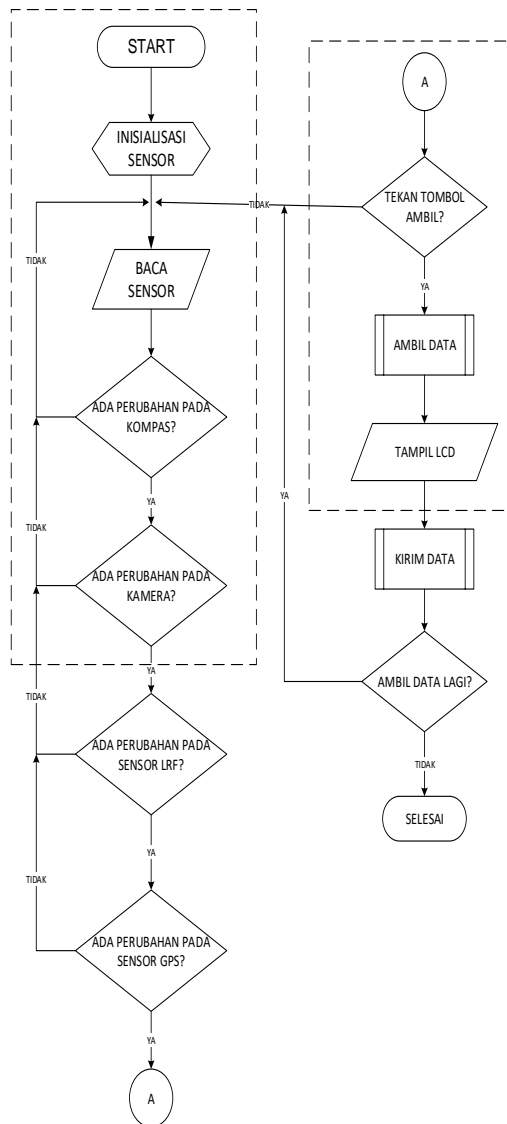 START
INISIALISASI
SENSOR
TIDAK
BACA
SENSOR
ADA PERUBAHAN PADA
KOMPAS?
YA
TIDAK
ADA PERUBAHAN PADA
KAMERA?
YA
TIDAK
ADA PERUBAHAN PADA
SENSOR LRF?
YA
TIDAK
ADA PERUBAHAN PADA
SENSOR GPS?
YA
A
A
TEKAN TOMBOL
AMBIL?
TIDAK
YA
AMBIL DATA
TAMPIL LCD
YA
KIRIM DATA
AMBIL DATA LAGI?
TIDAK
SELESAI